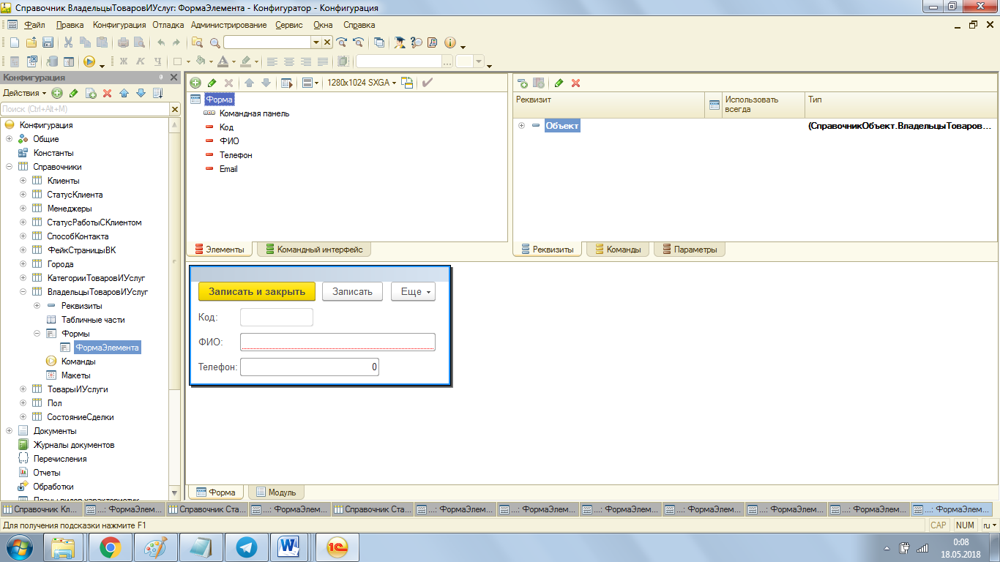 Справочник ВладельцыТоваровИУслуг: ФормаЭлемента - Конфигуратор - Конфигурация
Файл Правка Конфигурация Отладка Администрирование Сервис Окна Справка
Ж К Ч
Конфигурация
Действия
Поиск (Ctrl+Alt+M)
Конфигурация
Общие
Константы
Справочники
Клиенты
СтатусКлиента
Менеджеры
СтатусРаботыСКлиентом
СпособКонтакта
ФейкСтраницыВК
Города
КатегорииТоваровИУслуг
ВладельцыТоваровИУслуг
Реквизиты
Табличные части
Формы
ФормаЭлемента
Команды
Макеты
ТоварыИУслуги
Пол
СостояниеСделки
Документы
Журналы документов
Перечисления
Отчеты
Обработки
Планы видов характеристик
1280x1024 SXGA
Форма
Командная панель
Код
ФИО
Телефон
Email
Элементы Командный интерфейс
Реквизит Использовать всегда Тип
Объект (СправочникОбъект.ВладельцыТоваров...
Реквизиты Команды Параметры
Записать и закрыть Записать Еще
Код:
ФИО:
Телефон: 0
Форма Модуль
Справочник Кл... ...: ФормаЭлем... Справочник Ста... ...: ФормаЭлем... Справочник Ста... ...: ФормаЭлем... ...: ФормаЭлем... ...: ФормаЭлем... ...: ФормаЭлем... ...: ФормаЭлем... ...: ФормаЭлем... ...: ФормаЭлем...
Для получения подсказки нажмите F1 CAP NUM ru
0:08
18.05.2018